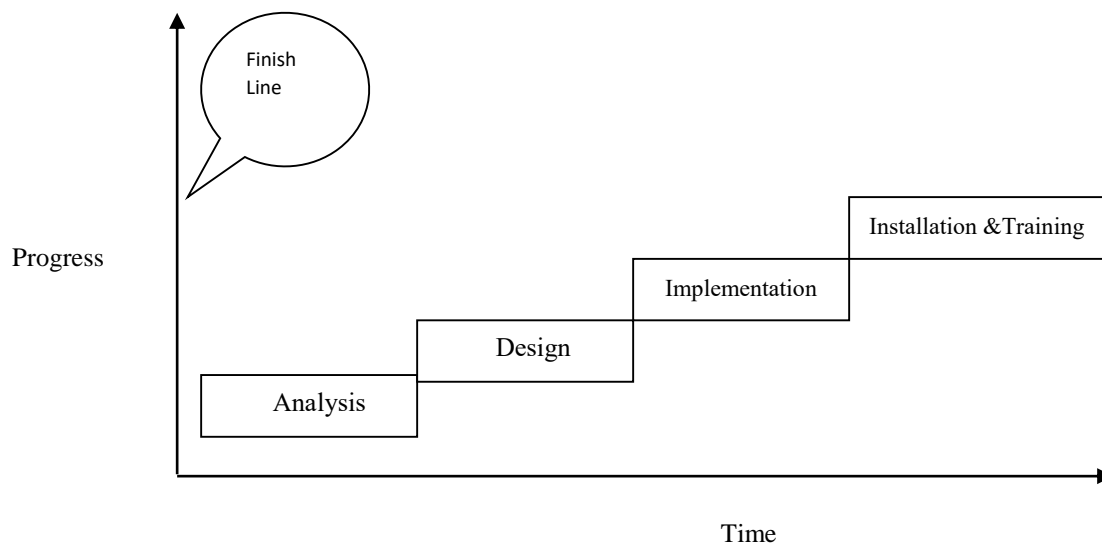 Finish
Line
Installation &Training
Progress
Implementation
Design
Analysis
Time